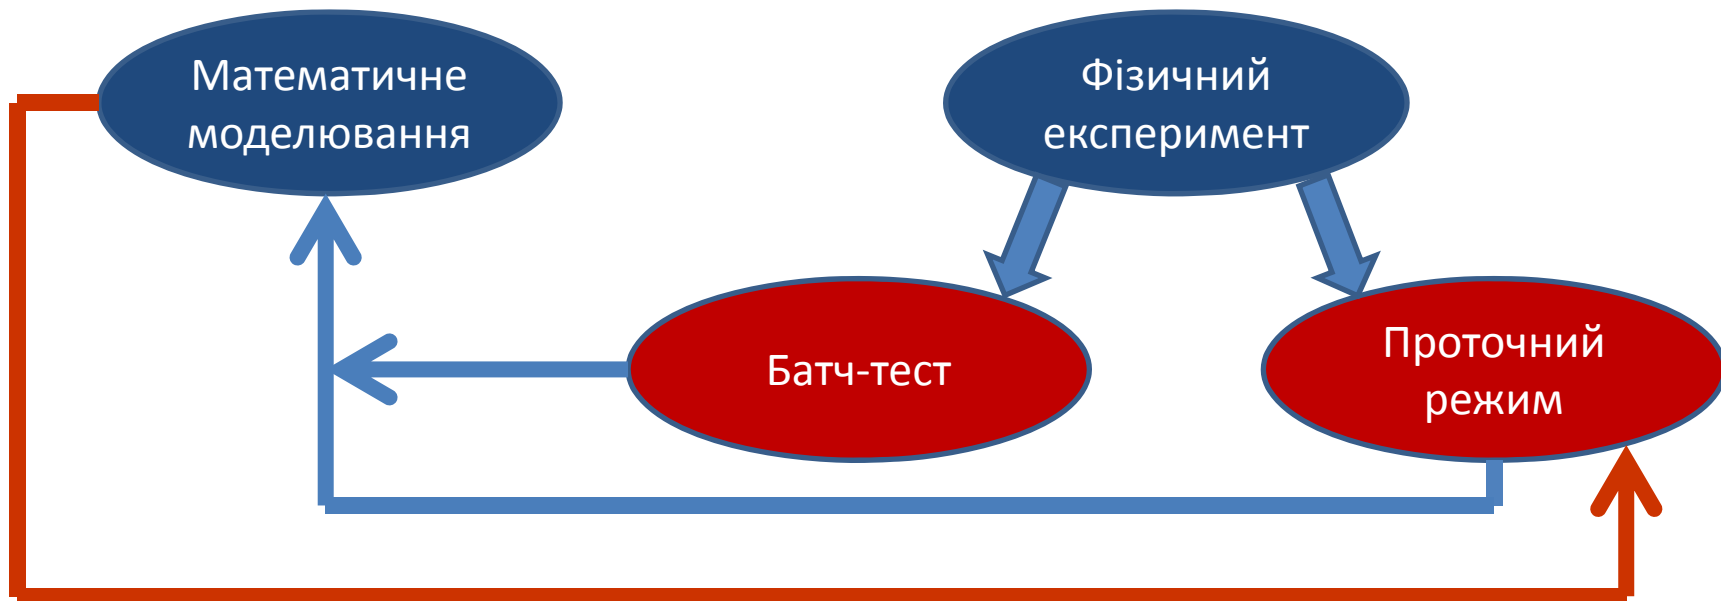 Математичне
моделювання
Фізичний
експеримент
Батч-тест
Проточний
режим